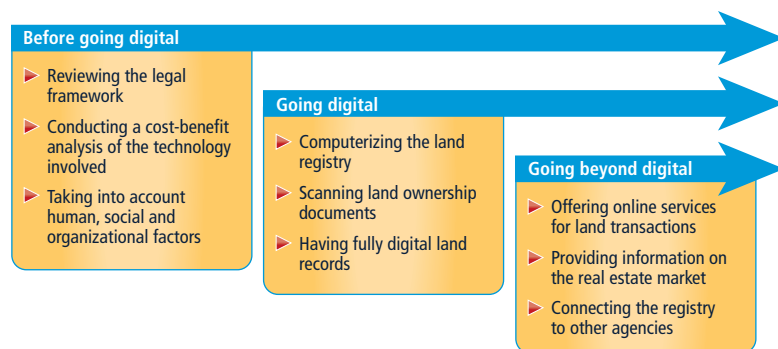 Before going digital
Reviewing the legal
framework
Conducting a cost-benefit
analysis of the technology
involved
Taking into account
human, social and
organizational factors
Going digital
Computerizing the land
registry
Scanning land ownership
documents
Having fully digital land
records
Going beyond digital
Offering online services
for land transactions
Providing information on
the real estate market
Connecting the registry
to other agencies